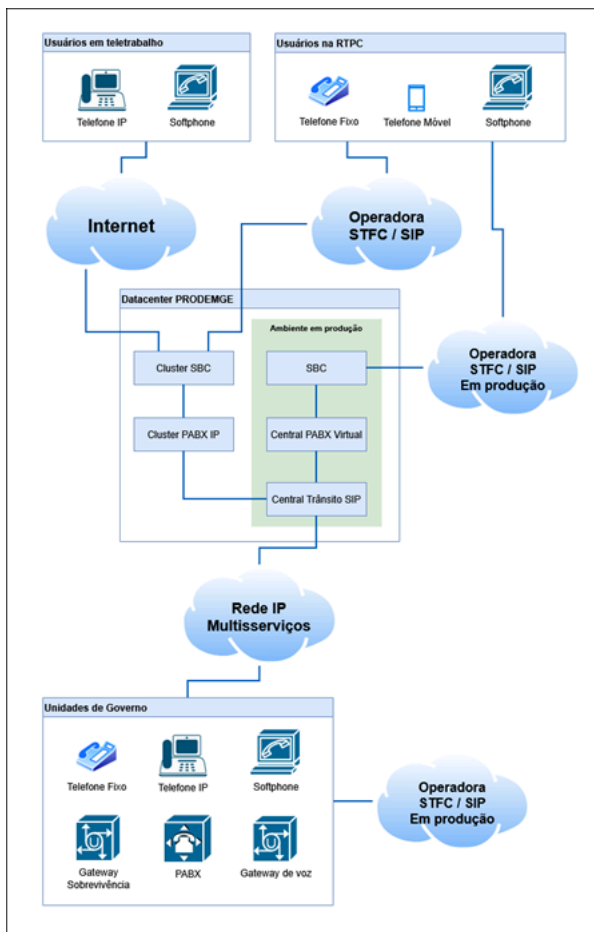 Usuários em teletrabalho
Telefone IP
Softphone
Usuários na RTPC
Telefone Fixo
Telefone Móvel
Softphone
Internet
Operadora
STFC / SIP
Datacenter PRODEMGE
Ambiente em produção
Cluster SBC
SBC
Operadora
STFC / SIP
Em produção
Cluster PABX IP
Central PABX Virtual
Central Trânsito SIP
Rede IP
Multisserviços
Unidades de Governo
Telefone Fixo
Telefone IP
Softphone
Gateway
Sobrevivência
PABX
Gateway de voz
Operadora
STFC / SIP
Em produção